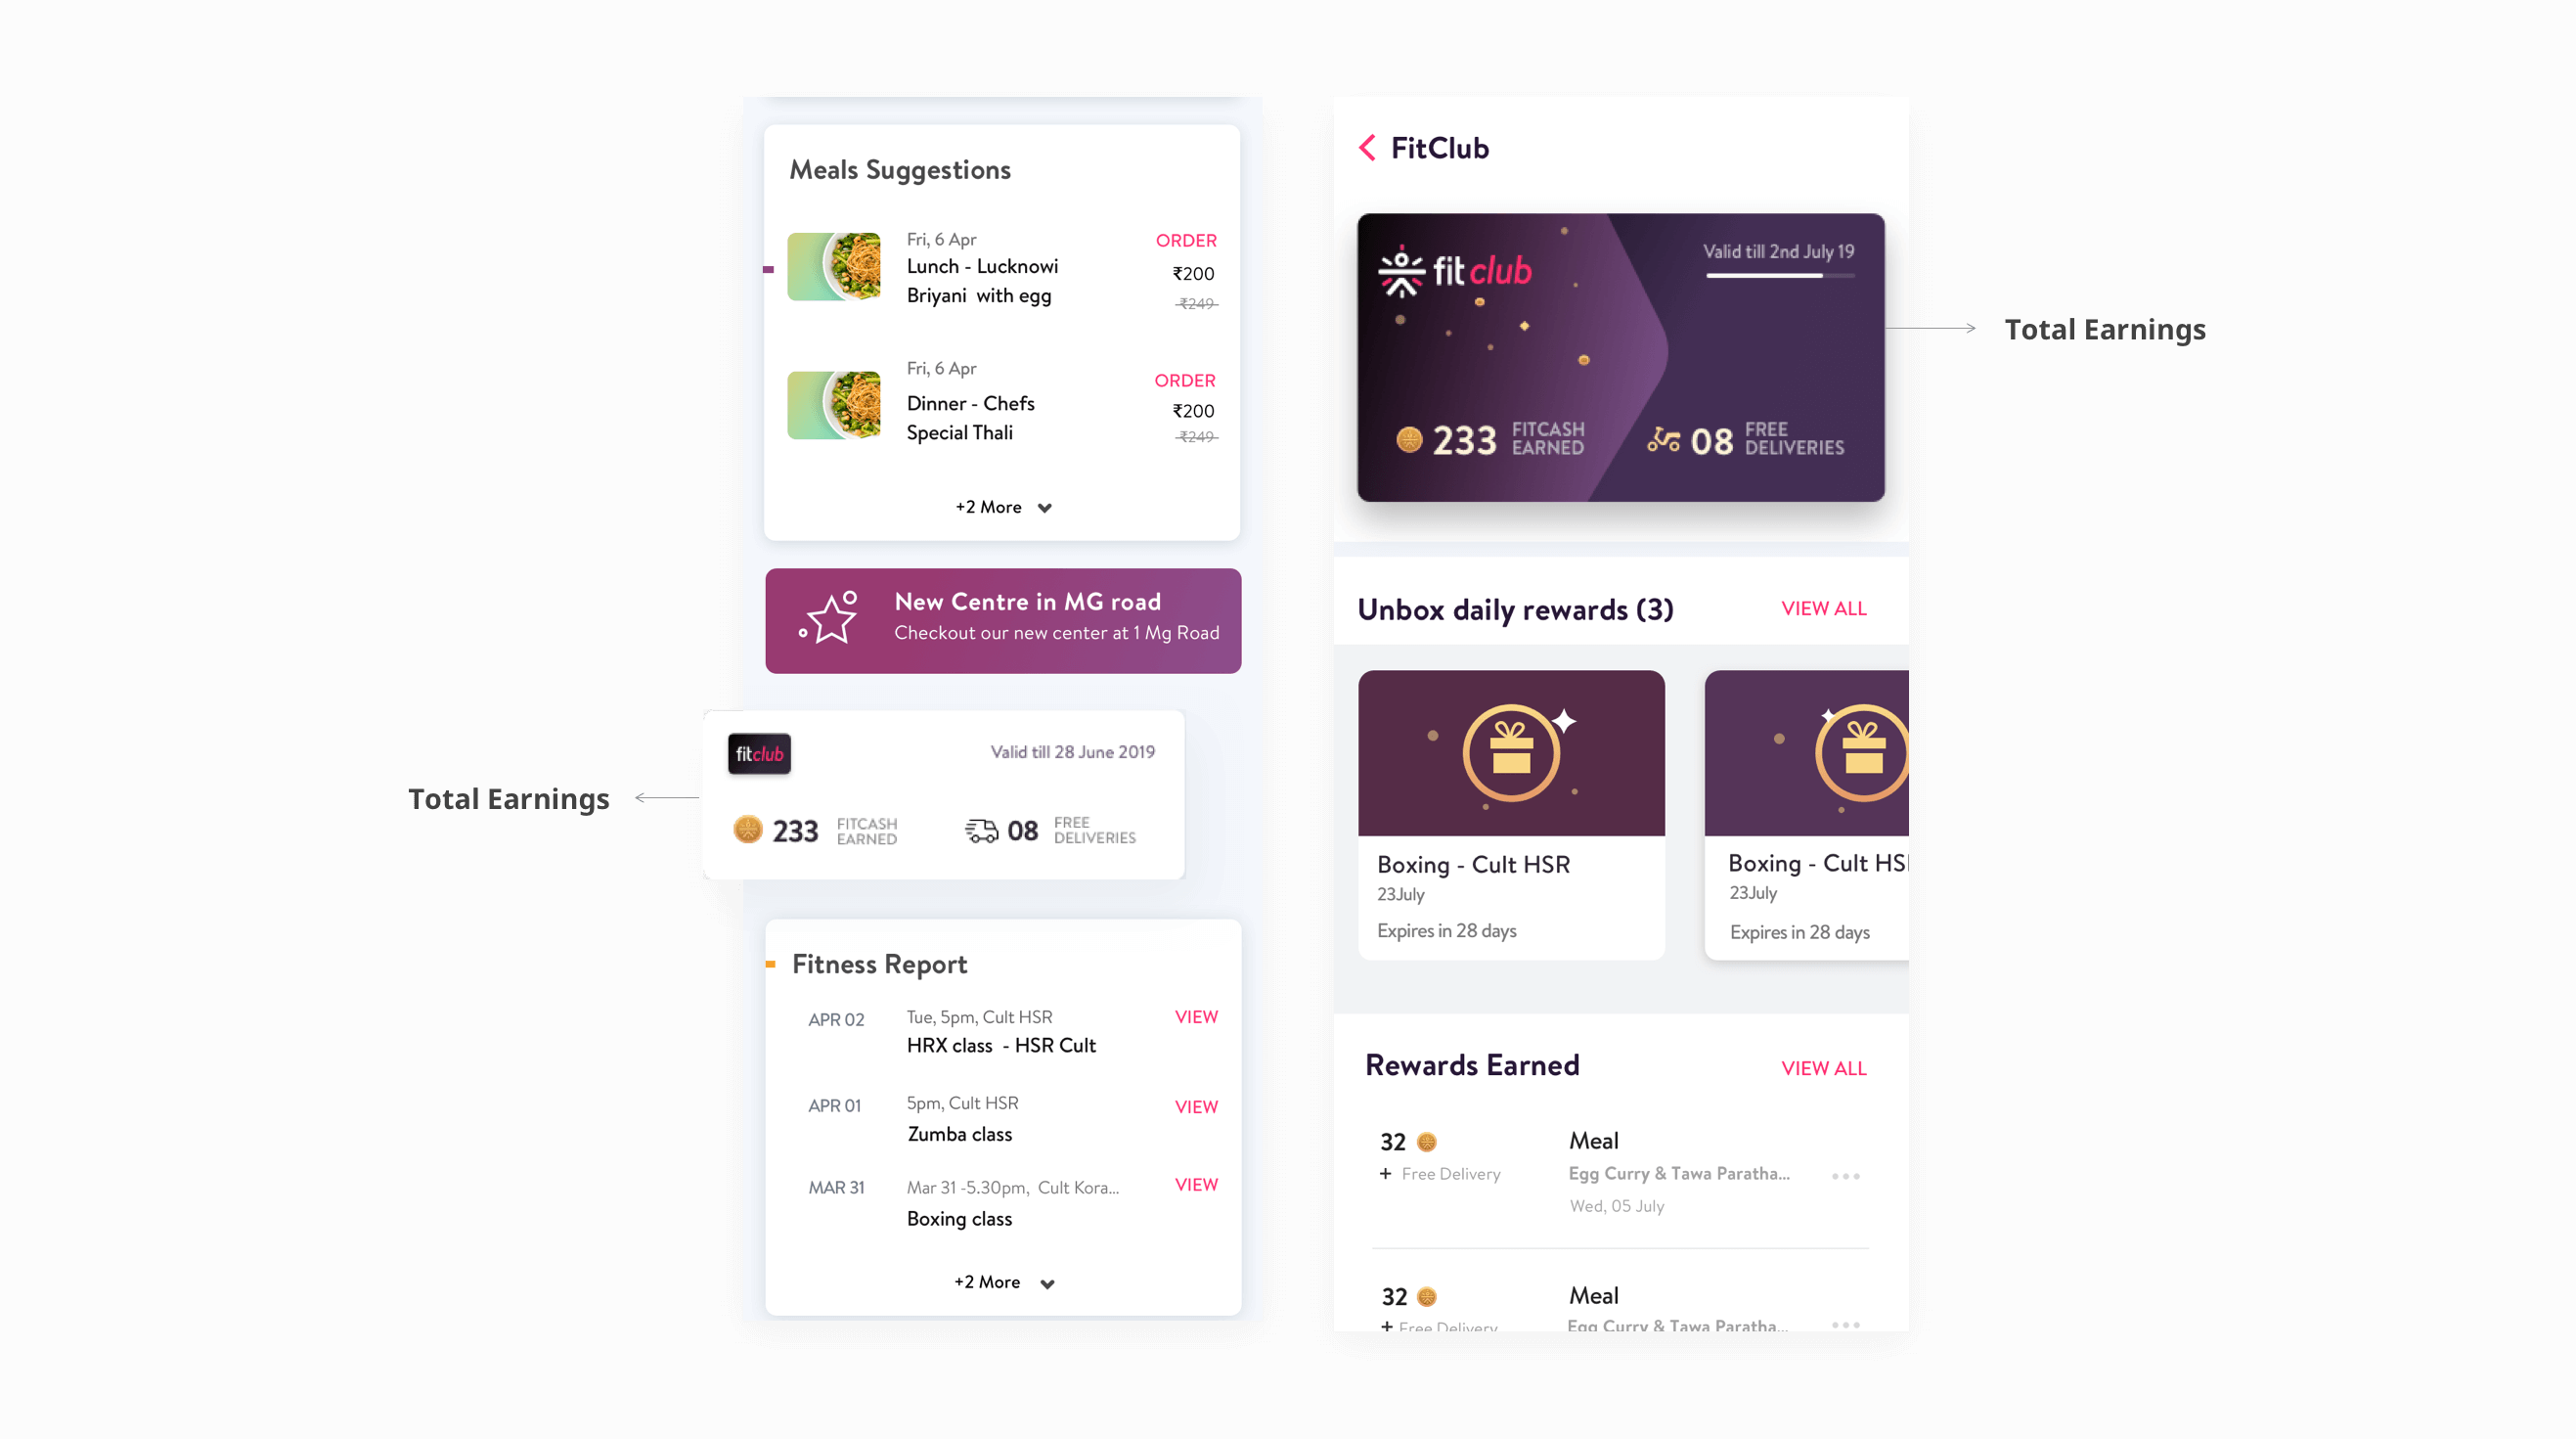 Meals Suggestions
Fri, 6 Apr
ORDER
Lunch - Lucknowi
Briyani with egg
₹200
₹249
Fri, 6 Apr
ORDER
Dinner - Chefs
Special Thali
₹200
₹249
+2 More
New Centre in MG road
Checkout our new center at 1 Mg Road
Total Earnings
fitclub
Valid till 28 June 2019
233 FITCASH
EARNED
08 FREE
DELIVERIES
Fitness Report
APR 02
Tue, 5pm, Cult HSR
VIEW
HRX class - HSR Cult
APR 01
5pm, Cult HSR
VIEW
Zumba class
MAR 31
Mar 31 -5.30pm, Cult Kora...
VIEW
Boxing class
+2 More
FitClub
fit club
Valid till 2nd July 19
233 FITCASH
EARNED
08 FREE
DELIVERIES
Total Earnings
Unbox daily rewards (3)
VIEW ALL
Boxing - Cult HSR
23July
Expires in 28 days
Boxing - Cult HSR
23July
Expires in 28 days
Rewards Earned
VIEW ALL
32
+ Free Delivery
Meal
Egg Curry & Tawa Paratha...
Wed, 05 July
32
+ Free Delivery
Meal
Egg Curry & Tawa Paratha...